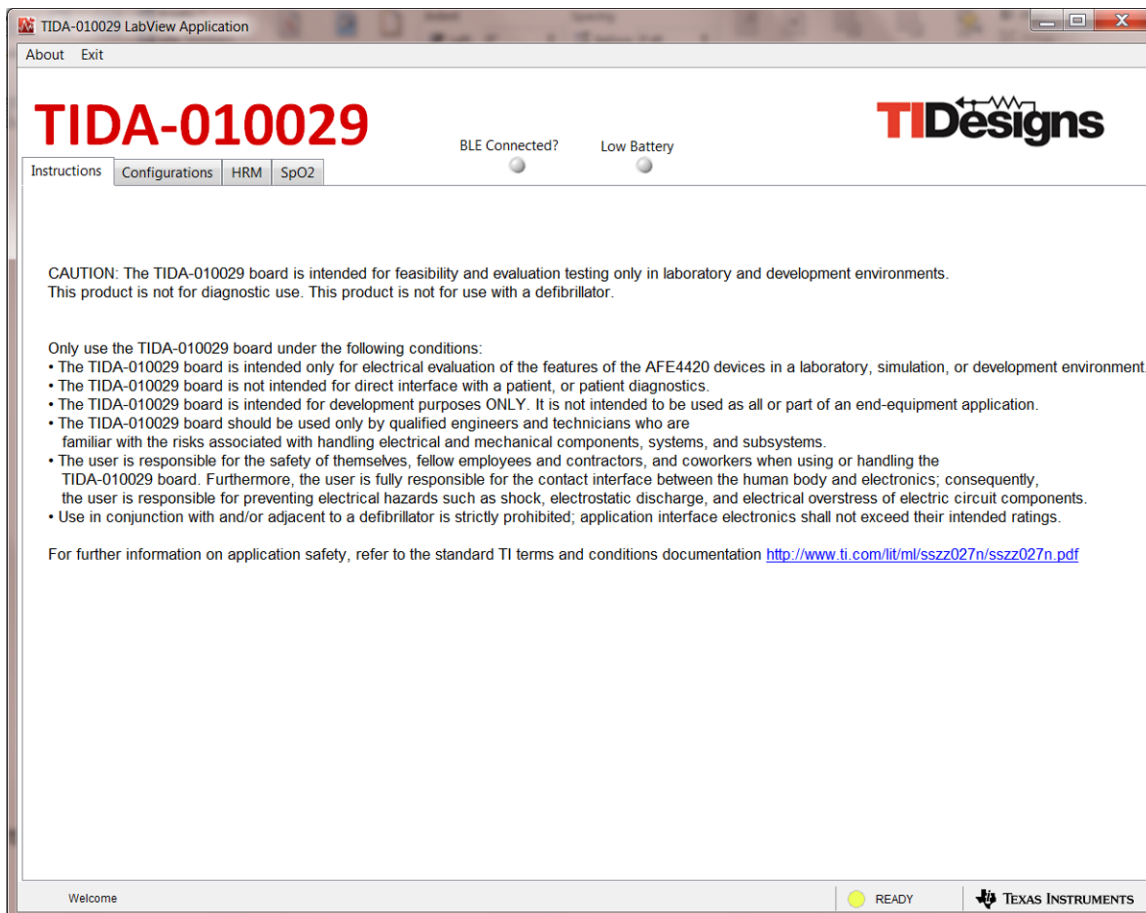 TIDA-010029 LabView Application
About Exit
TIDA-010029
TIDesigns
BLE Connected? Low Battery
Instructions Configurations HRM SpO2
CAUTION: The TIDA-010029 board is intended for feasibility and evaluation testing only in laboratory and development environments.
This product is not for diagnostic use. This product is not for use with a defibrillator.
Only use the TIDA-010029 board under the following conditions:
• The TIDA-010029 board is intended only for electrical evaluation of the features of the AFE4420 devices in a laboratory, simulation, or development environment.
• The TIDA-010029 board is not intended for direct interface with a patient, or patient diagnostics.
• The TIDA-010029 board is intended for development purposes ONLY. It is not intended to be used as all or part of an end-equipment application.
• The TIDA-010029 board should be used only by qualified engineers and technicians who are
familiar with the risks associated with handling electrical and mechanical components, systems, and subsystems.
• The user is responsible for the safety of themselves, fellow employees and contractors, and coworkers when using or handling the
TIDA-010029 board. Furthermore, the user is fully responsible for the contact interface between the human body and electronics; consequently,
the user is responsible for preventing electrical hazards such as shock, electrostatic discharge, and electrical overstress of electric circuit components.
• Use in conjunction with and/or adjacent to a defibrillator is strictly prohibited; application interface electronics shall not exceed their intended ratings.
For further information on application safety, refer to the standard TI terms and conditions documentation http://www.ti.com/lit/ml/sszz027n/sszz027n.pdf
Welcome READY TEXAS INSTRUMENTS